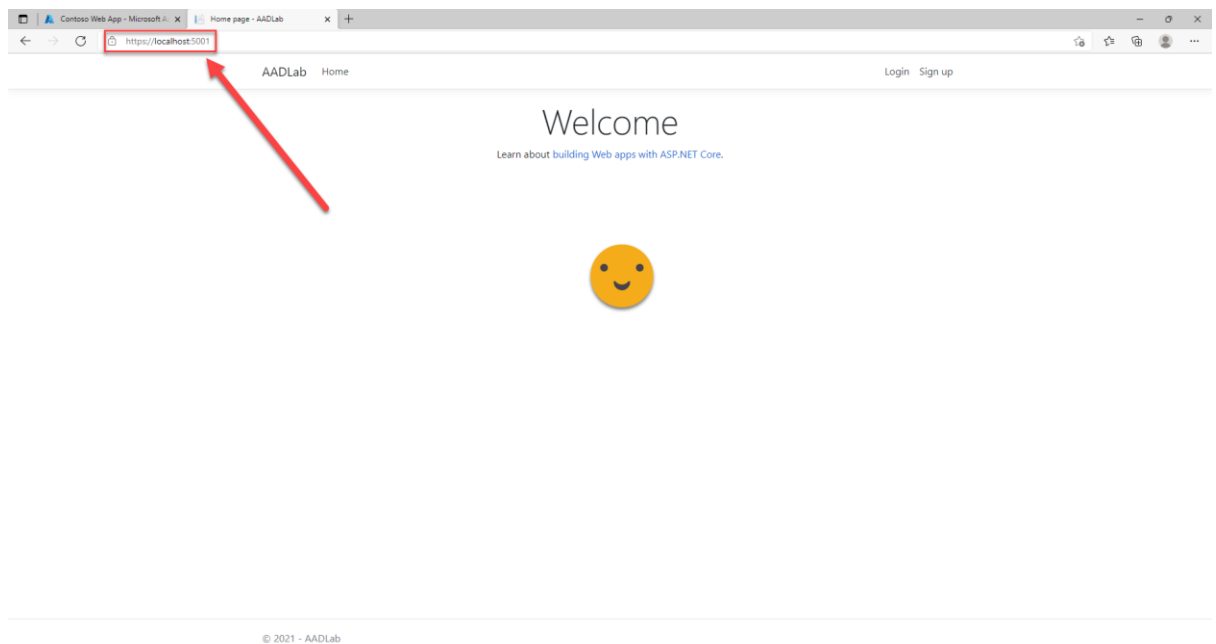 Contoso Web App - Microsoft A
Home page - AADLab
https://localhost:5001
AADLab Home Login Sign up
Welcome
Learn about building Web apps with ASP.NET Core.
© 2021 - AADLab